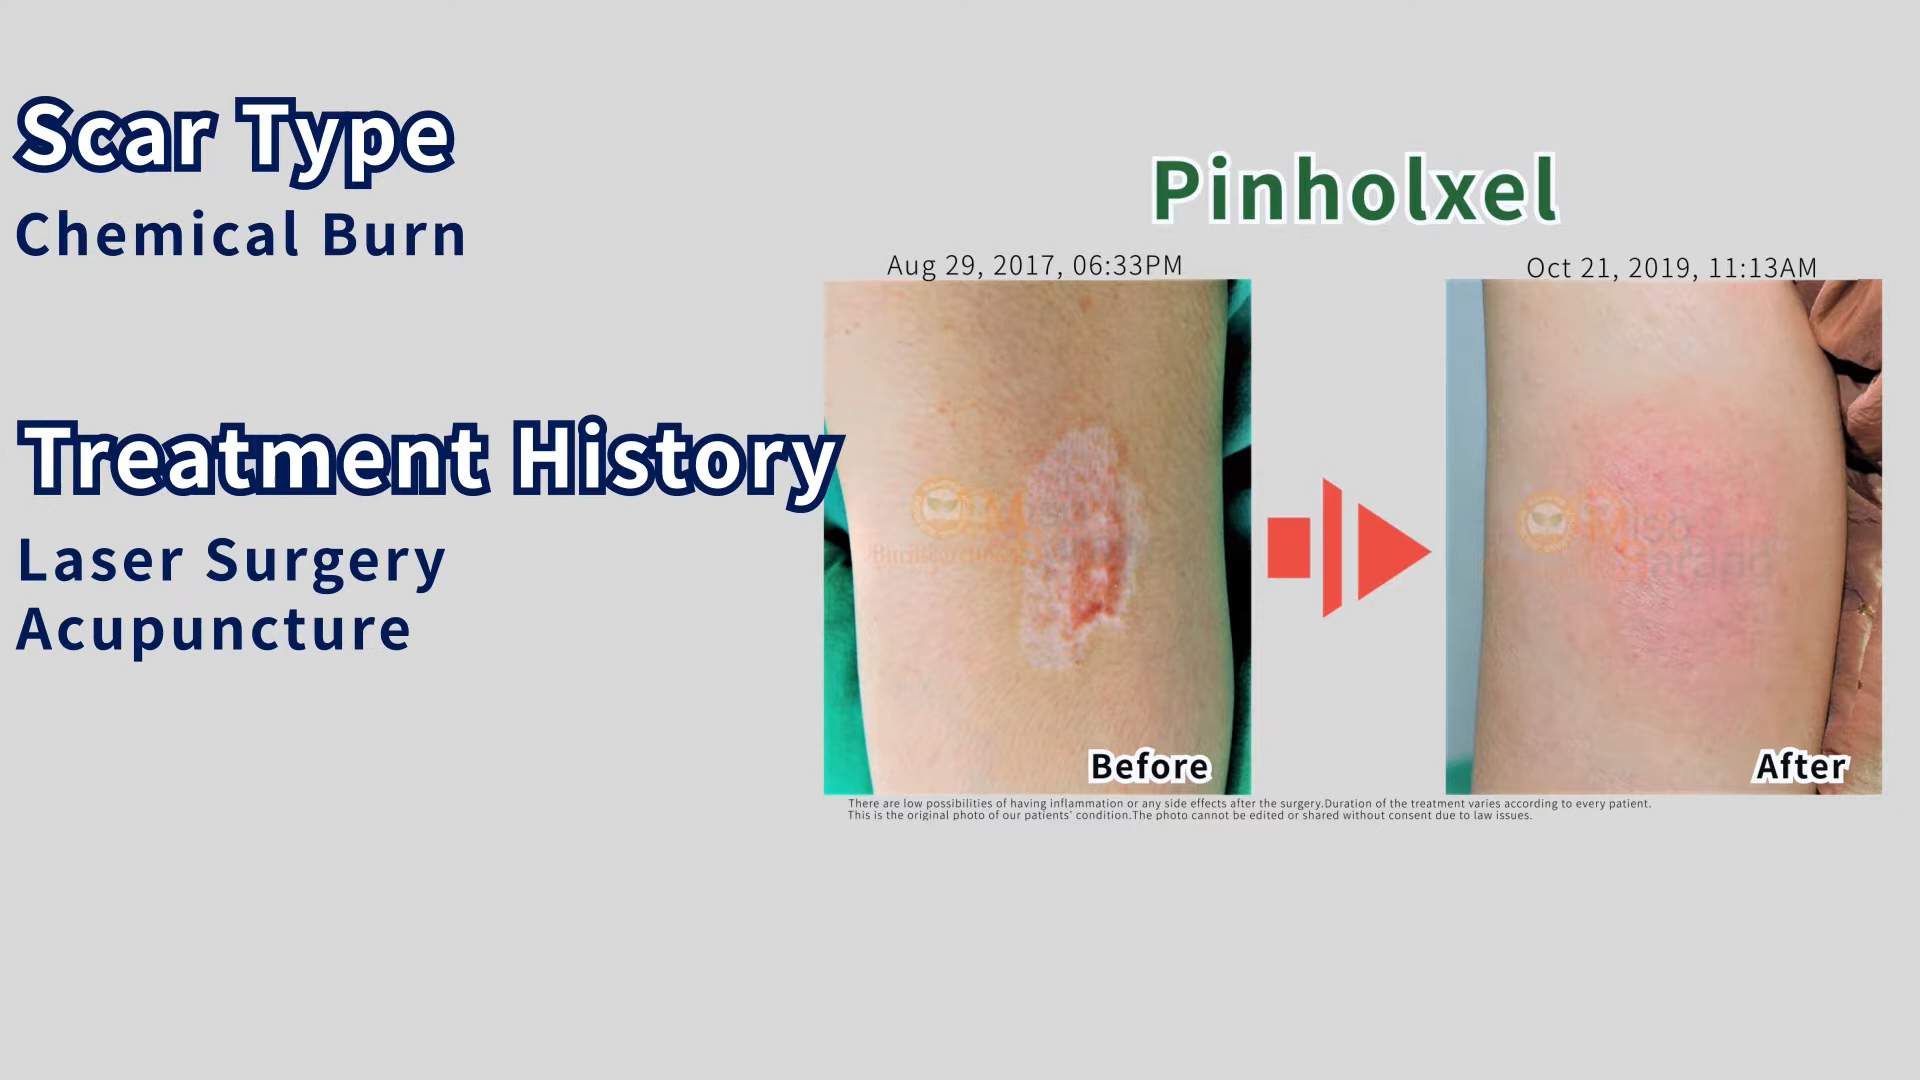 Scar Type
Chemical Burn
Treatment History
Laser Surgery
Acupuncture
Pinholxel
Aug 29, 2017, 06:33PM
Oct 21, 2019, 11:13AM
Miso
Before
Miso
arang
After
There are low possibilities of having inflammation or any side effects after the surgery.Duration of the treatment varies according to every patient.
This is the original photo of our patients' condition.The photo cannot be edited or shared without consent due to law issues.